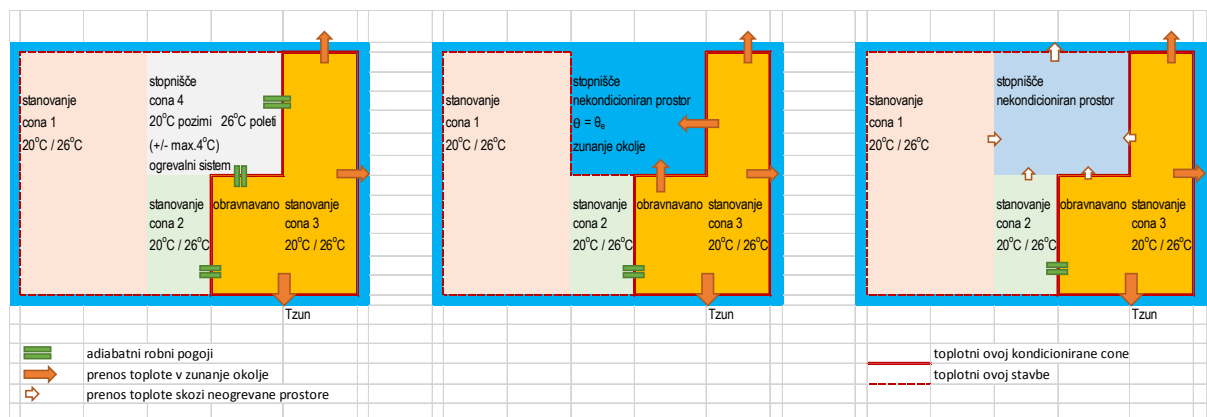 stanovanje
cona 1
20°C / 26°C
stopnišče
cona 4
20°C pozimi 26°C poleti
(+/- max.4°C)
ogrevalni sistem
stanovanje
cona 2
20°C / 26°C
obravnavano stanovanje
cona 3
20°C / 26°C
Tzun
stanovanje
cona 1
20°C / 26°C
stopnišče
nekondicioniran prostor
θ = θe
zunanje okolje
stanovanje
cona 2
20°C / 26°C
obravnavano stanovanje
cona 3
20°C / 26°C
Tzun
stanovanje
cona 1
20°C / 26°C
stopnišče
nekondicioniran prostor
stanovanje
cona 2
20°C / 26°C
obravnavano stanovanje
cona 3
20°C / 26°C
Tzun
adiabatni robni pogoji
prenos toplote v zunanje okolje
prenos toplote skozi neogrevane prostore
toplotni ovoj kondicionirane cone
toplotni ovoj stavbe